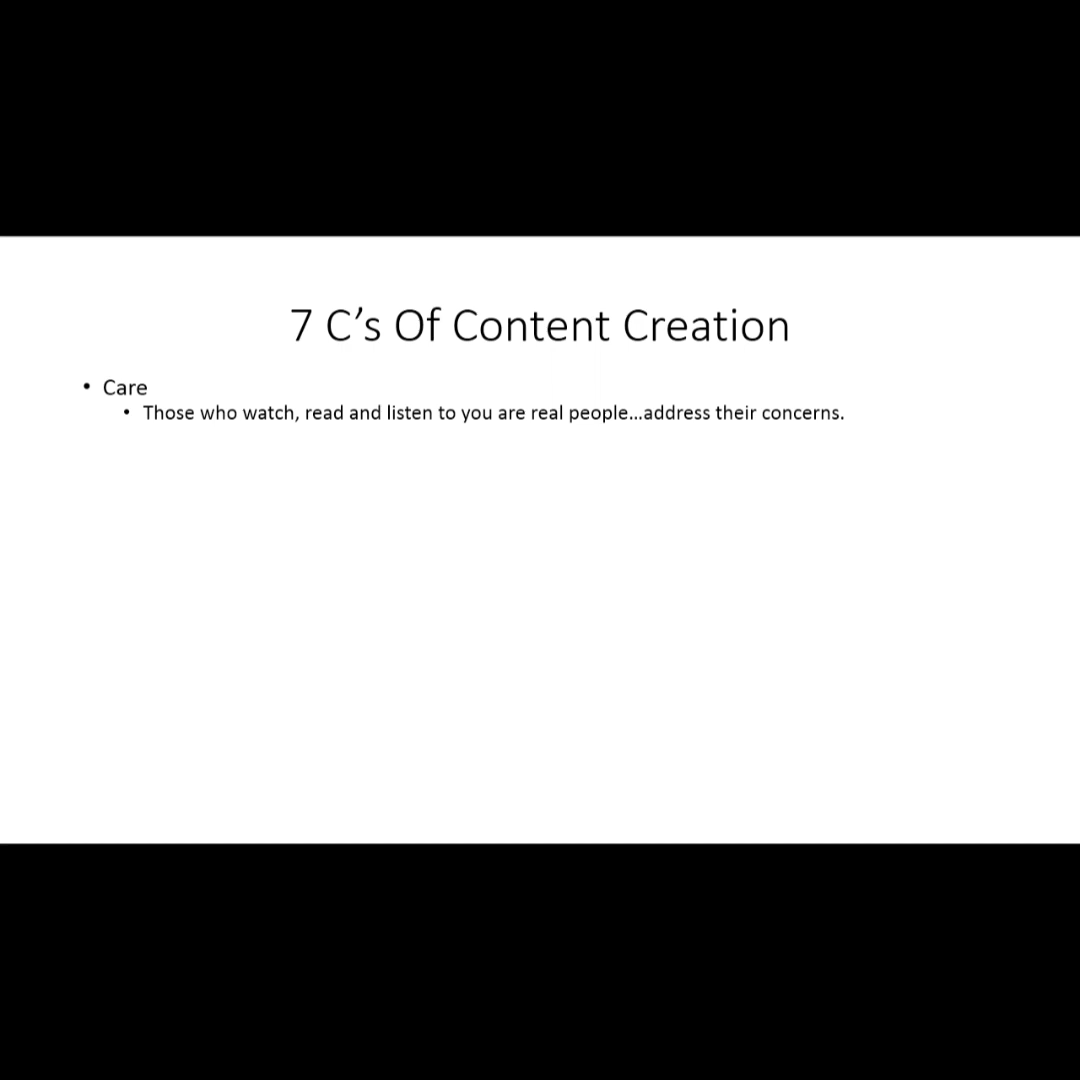 7 C’s Of Content Creation
• Care
• Those who watch, read and listen to you are real people...address their concerns.